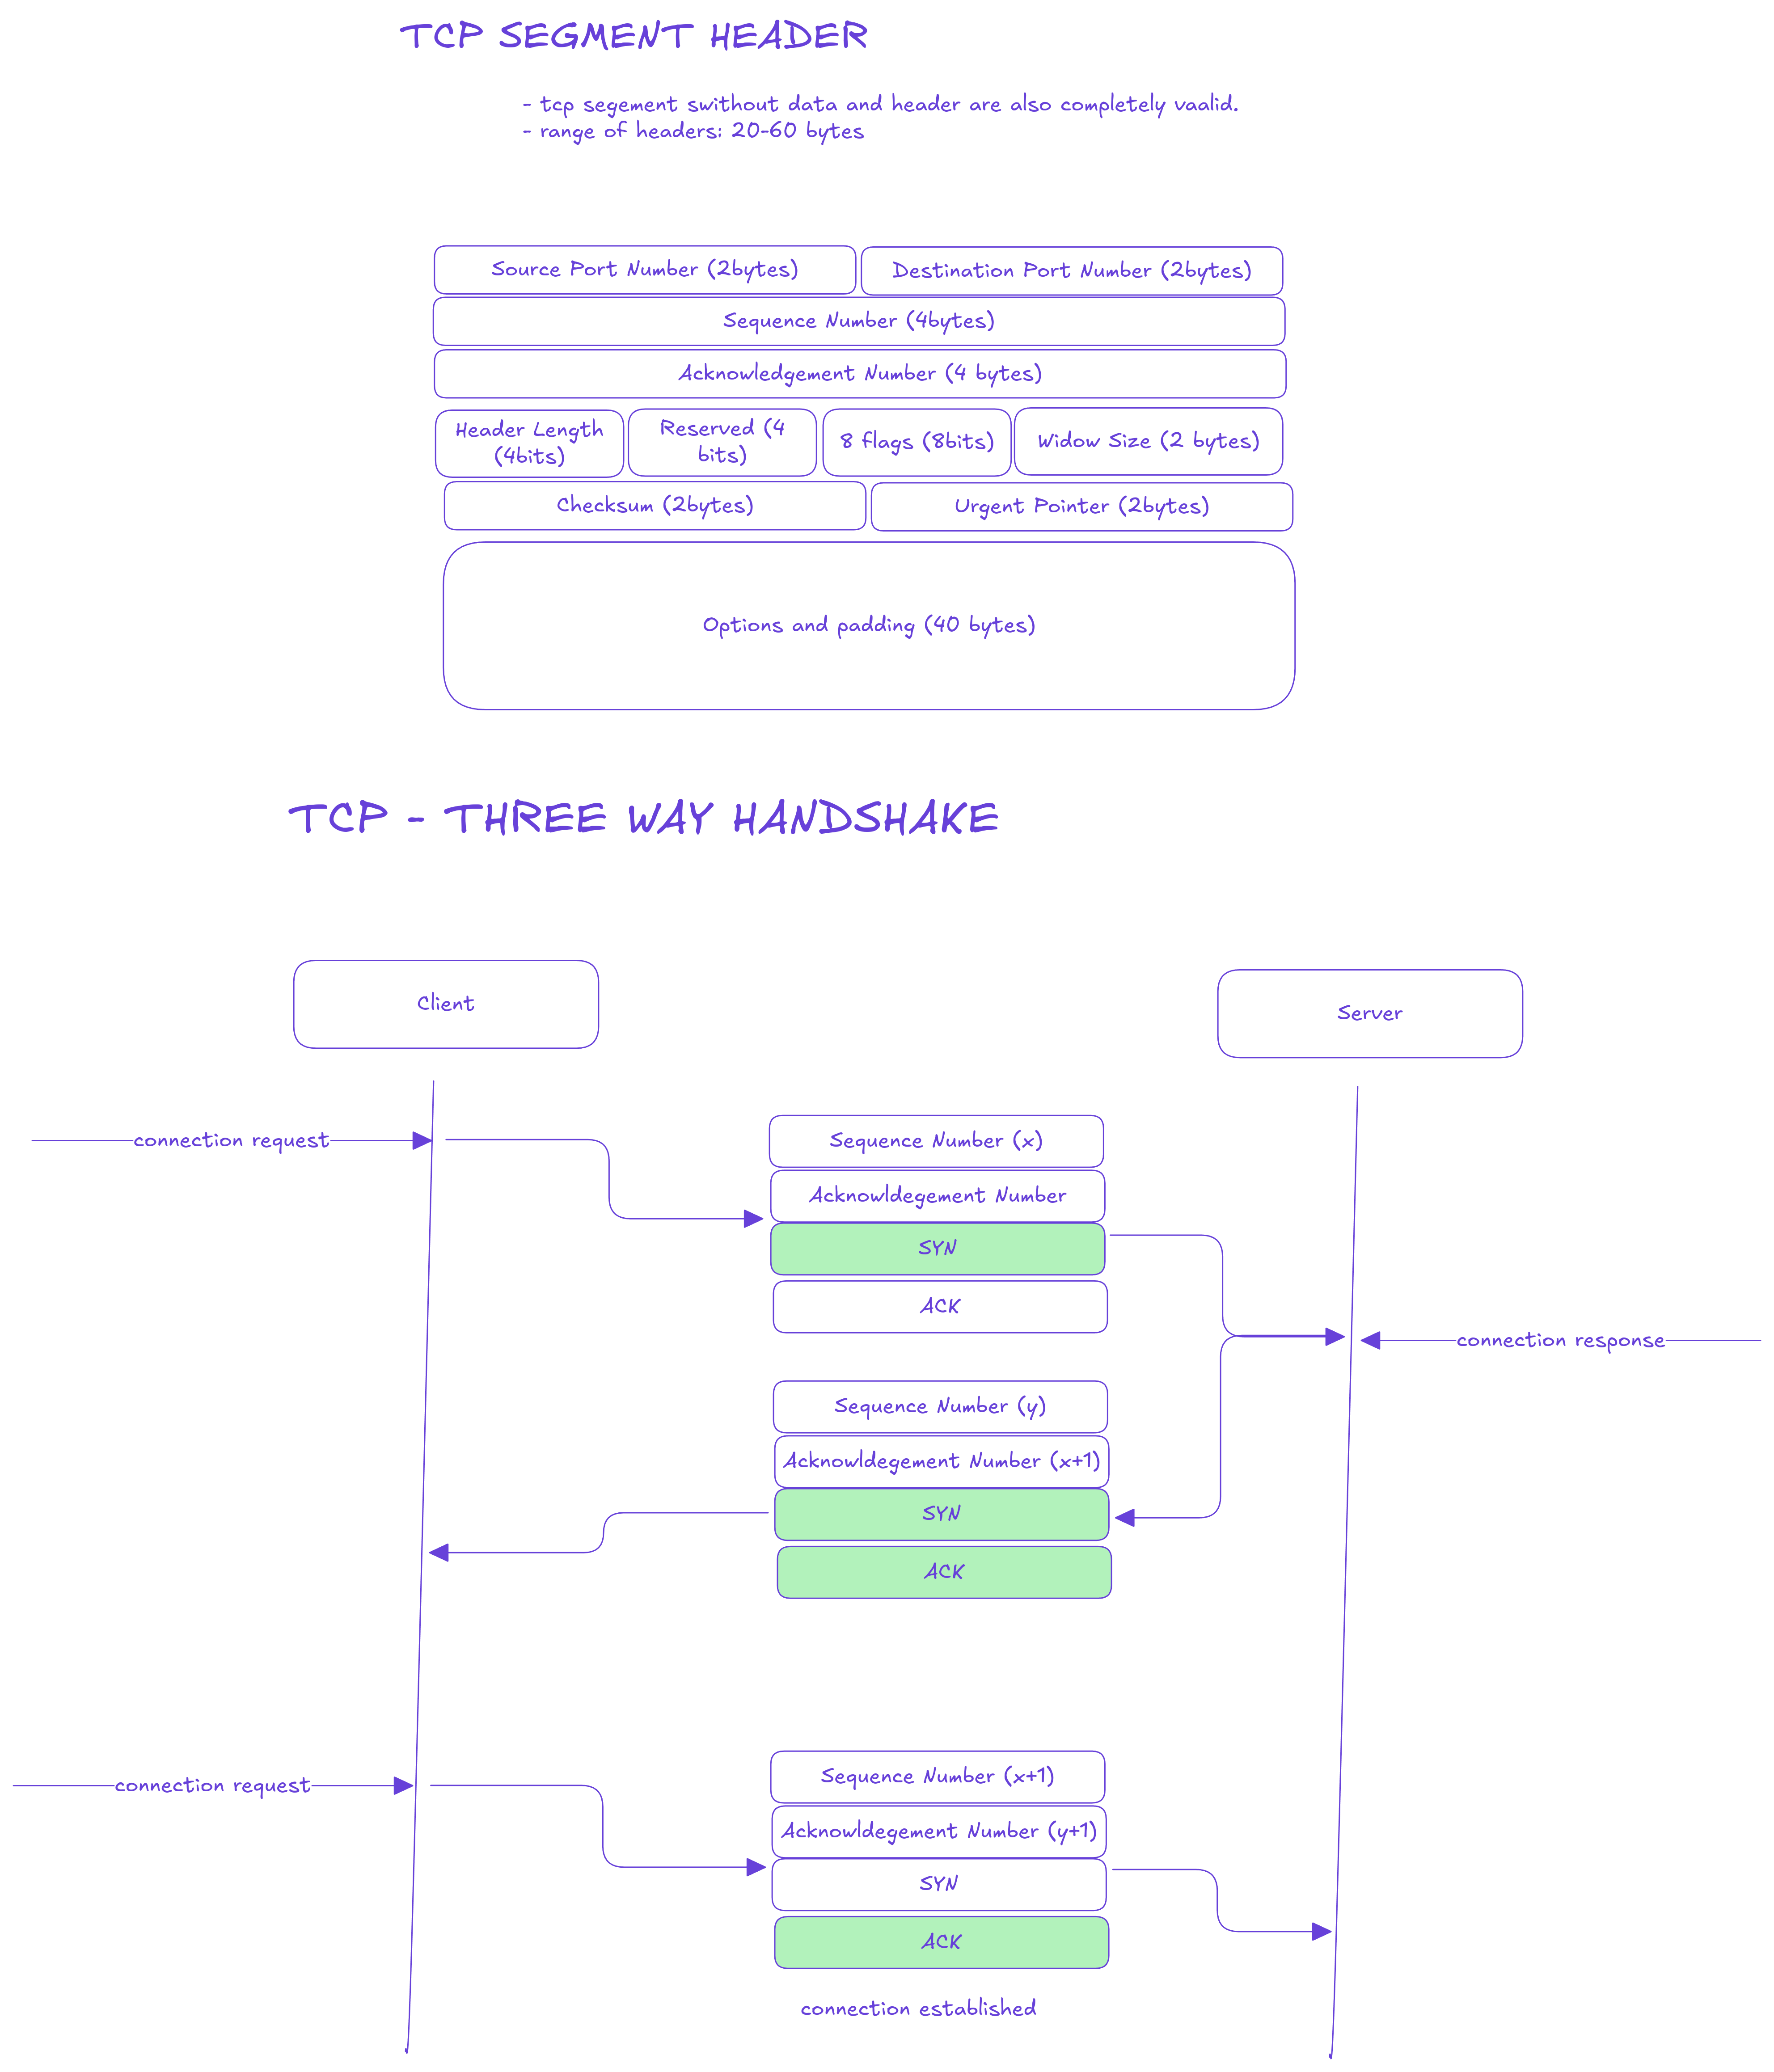 TCP SEGMENT HEADER
- tcp segement swithout data and header are also completely vaalid.
- range of headers: 20-60 bytes
Source Port Number (2bytes)
Destination Port Number (2bytes)
Sequence Number (4bytes)
Acknowledgement Number (4 bytes)
Header Length
(4bits)
Reserved (4
bits)
8 flags (8bits)
Widow Size (2 bytes)
Checksum (2bytes)
Urgent Pointer (2bytes)
Options and padding (40 bytes)
TCP - THREE WAY HANDSHAKE
Client
Server
connection request
Sequence Number (x)
Acknowldegement Number
SYN
ACK
connection response
Sequence Number (y)
Acknowldegement Number (x+1)
SYN
ACK
connection request
Sequence Number (x+1)
Acknowldegement Number (y+1)
SYN
ACK
connection established